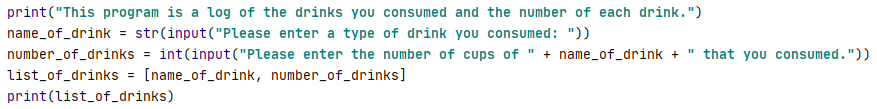 print("This program is a log of the drinks you consumed and the number of each drink.")
name_of_drink = str(input("Please enter a type of drink you consumed: "))
number_of_drinks = int(input("Please enter the number of cups of " + name_of_drink + " that you consumed."))
list_of_drinks = [name_of_drink, number_of_drinks]
print(list_of_drinks)